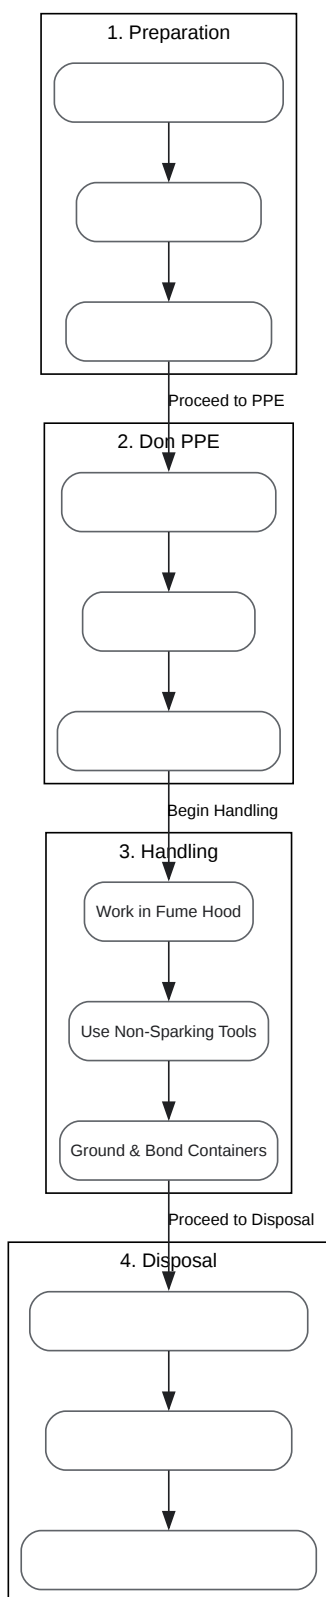 1. Preparation
Proceed to PPE
2. Don PPE
Begin Handling
3. Handling
Work in Fume Hood
Use Non-Sparking Tools
Ground & Bond Containers
Proceed to Disposal
4. Disposal